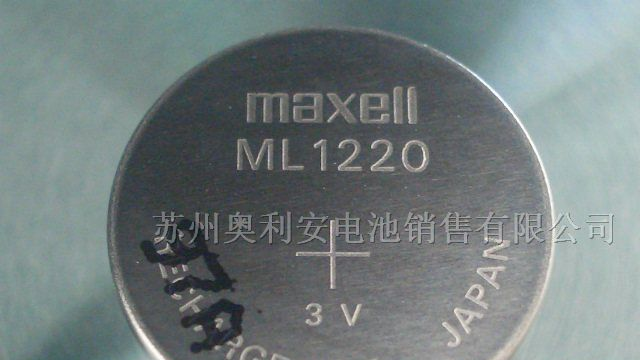 maxell
ML1220
苏州奥利安电池销售有限公司
+
3 V
JAPAN